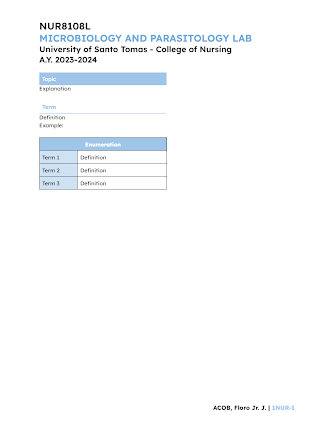 NUR8108L
MICROBIOLOGY AND PARASITOLOGY LAB
University of Santo Tomas - College of Nursing
A.Y. 2023-2024
Topic
Explanation
Term
Definition
Example:
Enumeration
Term 1 Definition
Term 2 Definition
Term 3 Definition
ACOB, Floro Jr. J. | 1NUR-1